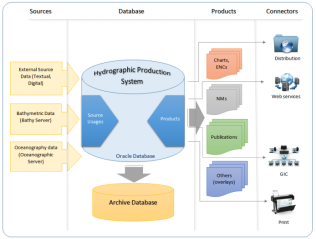 Sources
Database
Products
Connectors
External Source
Data (Textual,
Digital)
Bathymetric Data
(Bathy Server)
Oceanography data
(Oceanographic
Server)
Hydrographic Production
System
Source
Usages
Products
Oracle Database
Archive Database
Charts,
ENCs
NMs
Publications
Others
(overlays)
Distribution
Web services
GIC
Print